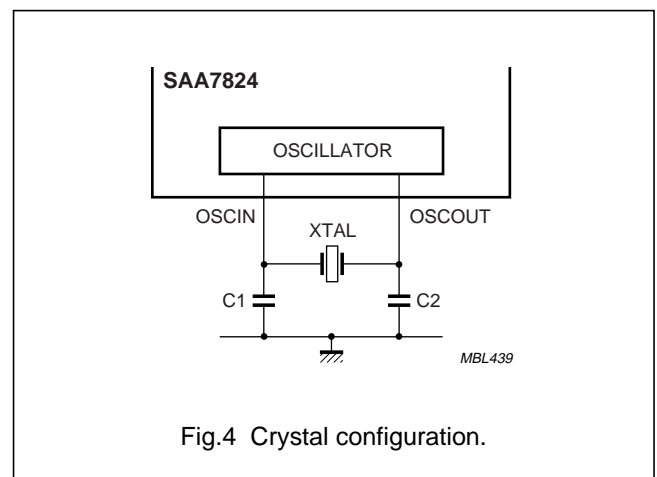 SAA7824
OSCILLATOR
OSCIN
OSCOUT
XTAL
C1
C2
MBL439
Fig.4 Crystal configuration.